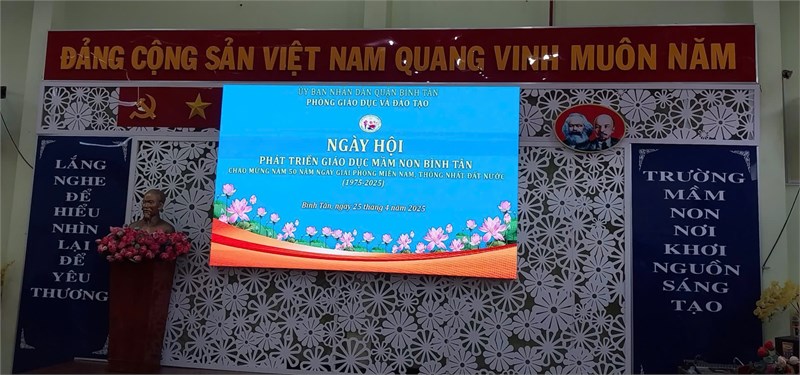 ĐẢNG CỘNG SẢN VIỆT NAM QUANG VINH MUÔN NĂM
ỦY BAN NHÂN DÂN QUẬN BÌNH TÂN
PHÒNG GIÁO DỤC VÀ ĐÀO TẠO
NGÀY HỘI
PHÁT TRIỂN GIÁO DỤC MẦM NON BÌNH TÂN
CHÀO MỪNG NĂM 50 NĂM NGÀY GIẢI PHÓNG MIỀN NAM, THỐNG NHẤT ĐẤT NƯỚC
(1975-2025)
Bình Tân, ngày 25 tháng 4 năm 2025
LẮNG
NGHE
ĐỂ
HIỂU
NHÌN
LẠI
ĐỂ
YÊU
THƯƠNG
TRƯỜNG
MẦM
NON
NƠI
KHƠI
NGUỒN
SÁNG
TẠO